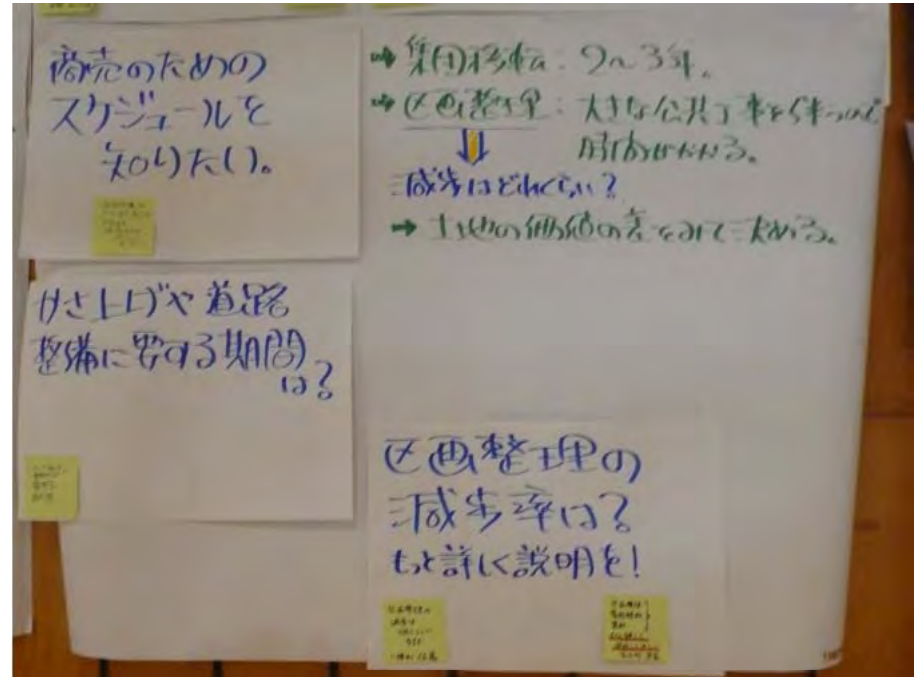 商売のための
スケジュールを
知りたい。
➡集団移転：2〜3年。
➡区画整理：大きな公共工事を伴うので
時間がかかる。
減歩はどれくらい？
➡土地の価値の差をみて決める。
かさ上げや道路
整備に要する期間
は？
区画整理の
減歩率は？
もっと詳しく説明を！